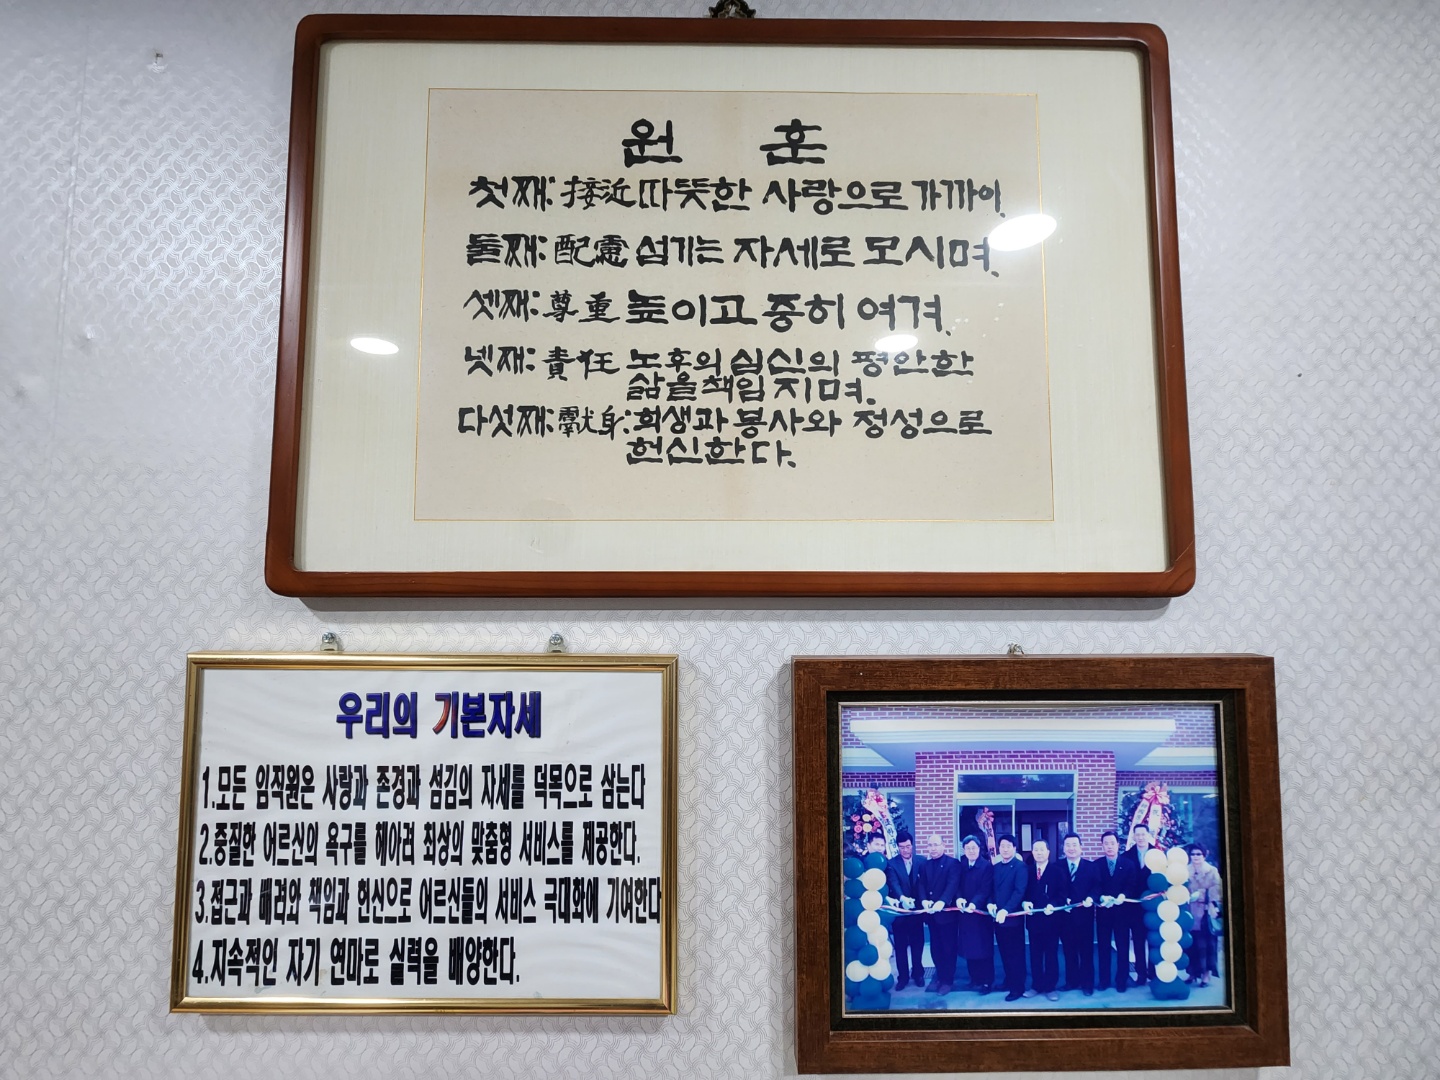 원 훈
첫째: 接近 따뜻한 사랑으로 가까이,
둘째: 配慮 섬기는 자세로 모시며,
셋째: 尊重 높이고 중히 여겨,
넷재: 責任 노후의 심신의 평안한
삶을 책임 지며,
다섯째: 獻身: 희생과 봉사와 정성으로
헌신한다.
우리의 기본자세
1.모든 임직원은 사랑과 존경과 섬김의 자세를 덕목으로 삼는다
2.중질한 어르신의 욕구를 헤아려 최상의 맞춤형 서비스를 제공한다.
3.접근과 배려와 책임과 헌신으로 어르신들의 서비스 극대화에 기여한다
4.지속적인 자기 연마로 실력을 배양한다.